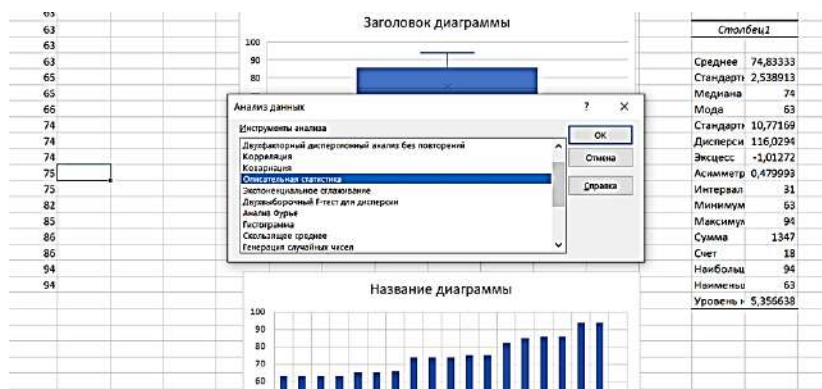 63
63
63
63
65
65
66
74
74
74
75
75
82
85
86
86
94
94
Заголовок диаграммы
100
90
80
Анализ данных ? ×
Инструменты анализа
Двухфакторный дисперсионный анализ без повторений
Корреляция
Ковариация
Описательная статистика
Экспоненциальное сглаживание
Двухвыборочный F-тест для дисперсии
Анализ Фурье
Гистограмма
Скользящее среднее
Генерация случайных чисел
ОК
Отмена
Справка
Название диаграммы
100
90
80
70
60
Столбец1
Среднее 74,83333
Стандартн 2,538913
Медиана 74
Мода 63
Стандартн 10,77169
Дисперси 116,0294
Эксцесс -1,01272
Асимметр 0,479993
Интервал 31
Минимум 63
Максимум 94
Сумма 1347
Счет 18
Наибольш 94
Наименьш 63
Уровень н 5,356638